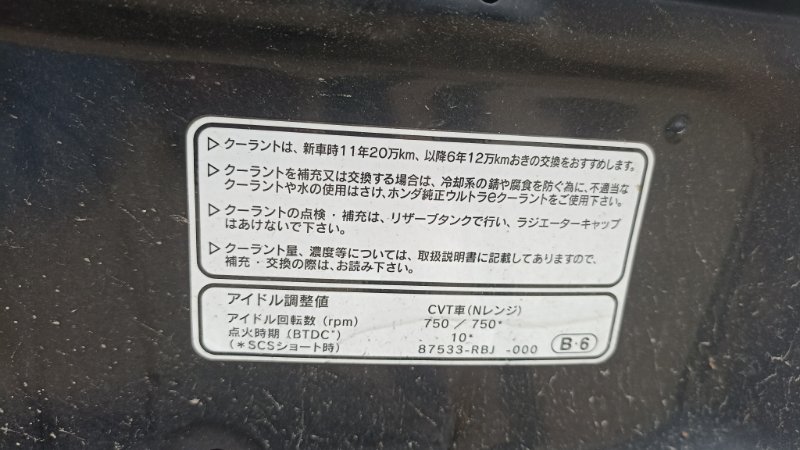 ▷クーラントは、新車時11年20万km、以降6年12万kmおきの交換をおすすめします。
▷クーラントを補充又は交換する場合は、冷却系の錆や腐食を防ぐ為に、不適当な
クーラントや水の使用はさけ、ホンダ純正ウルトラeクーラントをご使用下さい。
▷クーラントの点検・補充は、リザーブタンクで行い、ラジエーターキャップ
はあけないで下さい。
▷クーラント量、濃度等については、取扱説明書に記載してありますので、
補充・交換の際は、お読み下さい。
アイドル調整値
CVT車(Nレンジ)
アイドル回転数(rpm) 750 / 750*
点火時期(BTDC°) 10*
(*SCSショート時) 87533-RBJ -000 B・6